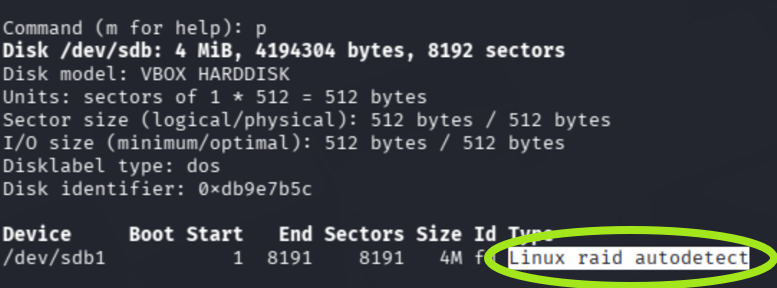 Command (m for help): p
Disk /dev/sdb: 4 MiB, 4194304 bytes, 8192 sectors
Disk model: VBOX HARDDISK
Units: sectors of 1 * 512 = 512 bytes
Sector size (logical/physical): 512 bytes / 512 bytes
I/O size (minimum/optimal): 512 bytes / 512 bytes
Disklabel type: dos
Disk identifier: 0×db9e7b5c
Device Boot Start End Sectors Size Id Type
/dev/sdb1 1 8191 8191 4M Linux raid autodetect